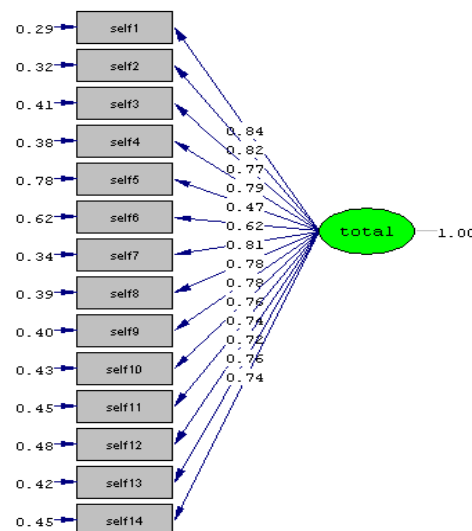 0.29 self1
0.32 self2
0.41 self3
0.38 self4
0.78 self5
0.62 self6
0.34 self7
0.39 self8
0.40 self9
0.43 self10
0.45 self11
0.48 self12
0.42 self13
0.45 self14
0.84
0.82
0.77
0.79
0.47
0.62
0.81
0.78
0.78
0.76
0.74
0.72
0.76
0.74
total 1.00